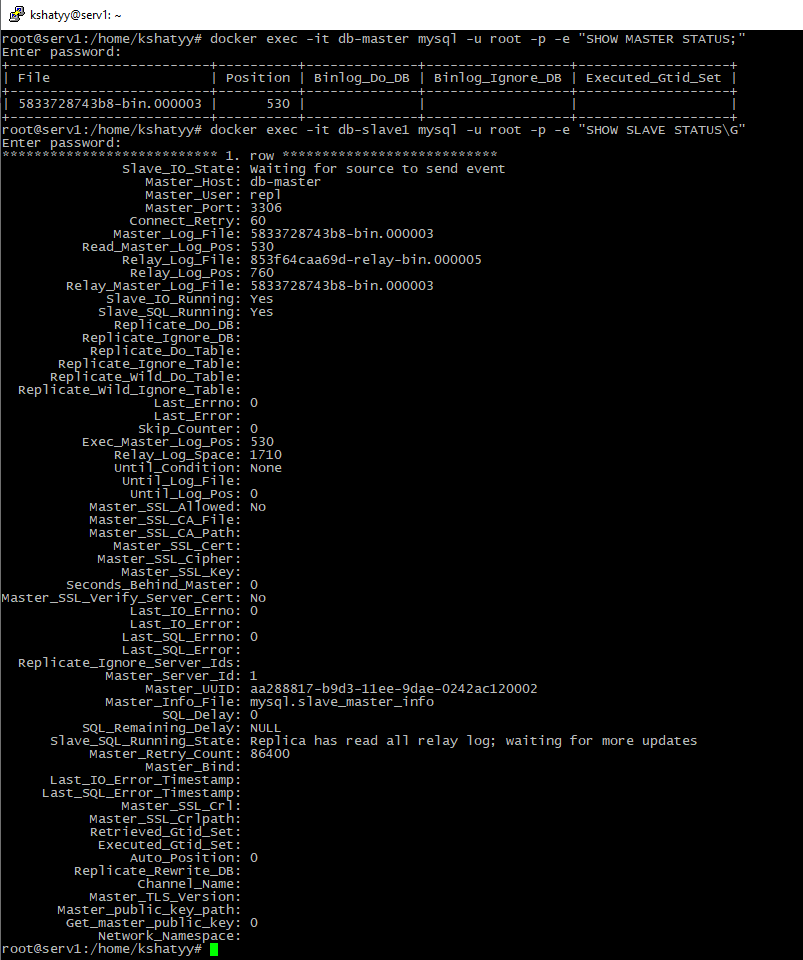 kshatyy@serv1: ~
root@serv1:/home/kshatyy# docker exec -it db-master mysql -u root -p -e "SHOW MASTER STATUS;"
Enter password:
+-------------------------+----------+--------------+------------------+-------------------+
| File                    | Position | Binlog_Do_DB | Binlog_Ignore_DB | Executed_Gtid_Set |
+-------------------------+----------+--------------+------------------+-------------------+
| 5833728743b8-bin.000003 |      530 |              |                  |                   |
+-------------------------+----------+--------------+------------------+-------------------+
root@serv1:/home/kshatyy# docker exec -it db-slave1 mysql -u root -p -e "SHOW SLAVE STATUS\G"
Enter password:
*************************** 1. row ***************************
               Slave_IO_State: Waiting for source to send event
                  Master_Host: db-master
                  Master_User: repl
                  Master_Port: 3306
                Connect_Retry: 60
              Master_Log_File: 5833728743b8-bin.000003
          Read_Master_Log_Pos: 530
               Relay_Log_File: 853f64caa69d-relay-bin.000005
                Relay_Log_Pos: 760
        Relay_Master_Log_File: 5833728743b8-bin.000003
             Slave_IO_Running: Yes
            Slave_SQL_Running: Yes
              Replicate_Do_DB:
          Replicate_Ignore_DB:
           Replicate_Do_Table:
       Replicate_Ignore_Table:
      Replicate_Wild_Do_Table:
  Replicate_Wild_Ignore_Table:
                   Last_Errno: 0
                   Last_Error:
                 Skip_Counter: 0
          Exec_Master_Log_Pos: 530
              Relay_Log_Space: 1710
              Until_Condition: None
               Until_Log_File:
                Until_Log_Pos: 0
           Master_SSL_Allowed: No
           Master_SSL_CA_File:
           Master_SSL_CA_Path:
              Master_SSL_Cert:
            Master_SSL_Cipher:
               Master_SSL_Key:
        Seconds_Behind_Master: 0
Master_SSL_Verify_Server_Cert: No
                Last_IO_Errno: 0
                Last_IO_Error:
               Last_SQL_Errno: 0
               Last_SQL_Error:
  Replicate_Ignore_Server_Ids:
             Master_Server_Id: 1
                  Master_UUID: aa288817-b9d3-11ee-9dae-0242ac120002
             Master_Info_File: mysql.slave_master_info
                    SQL_Delay: 0
          SQL_Remaining_Delay: NULL
      Slave_SQL_Running_State: Replica has read all relay log; waiting for more updates
           Master_Retry_Count: 86400
                  Master_Bind:
      Last_IO_Error_Timestamp:
     Last_SQL_Error_Timestamp:
               Master_SSL_Crl:
           Master_SSL_Crlpath:
           Retrieved_Gtid_Set:
            Executed_Gtid_Set:
                Auto_Position: 0
         Replicate_Rewrite_DB:
                 Channel_Name:
           Master_TLS_Version:
       Master_public_key_path:
        Get_master_public_key: 0
            Network_Namespace:
root@serv1:/home/kshatyy#